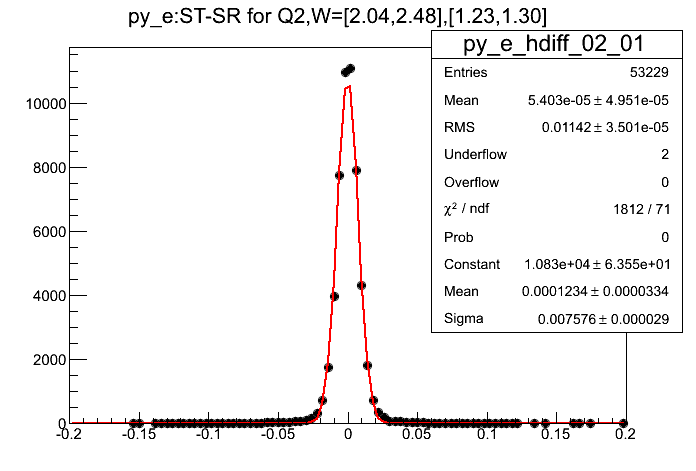 py_e:ST-SR for Q2,W=[2.04,2.48],[1.23,1.30]
py_e_hdiff_02_01
Entries 53229
Mean 5.403e-05 ± 4.951e-05
RMS 0.01142 ± 3.501e-05
Underflow 2
Overflow 0
χ² / ndf 1812 / 71
Prob 0
Constant 1.083e+04 ± 6.355e+01
Mean 0.0001234 ± 0.0000334
Sigma 0.007576 ± 0.000029
10000
8000
6000
4000
2000
0
-0.2 -0.15 -0.1 -0.05 0 0.05 0.1 0.15 0.2